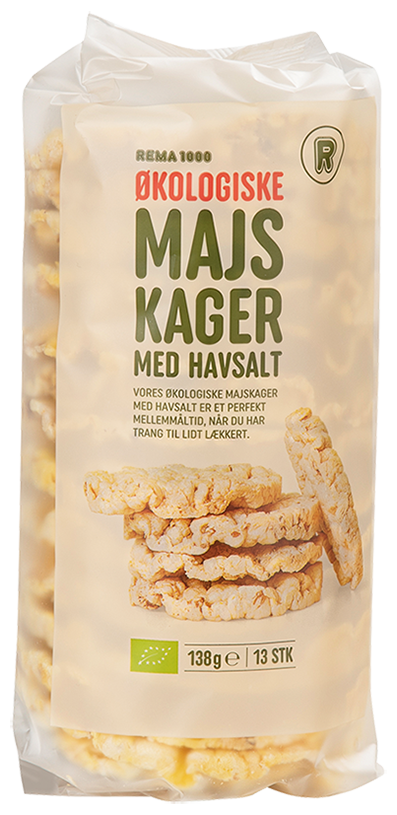 REMA 1000
R
ØKOLOGISKE
MAJS
KAGER
MED HAVSALT
VORES ØKOLOGISKE MAJSKAGER
MED HAVSALT ER ET PERFEKT
MELLEMMÅLTID, NÅR DU HAR
TRANG TIL LIDT LÆKKERT.
138g ℮ | 13 STK